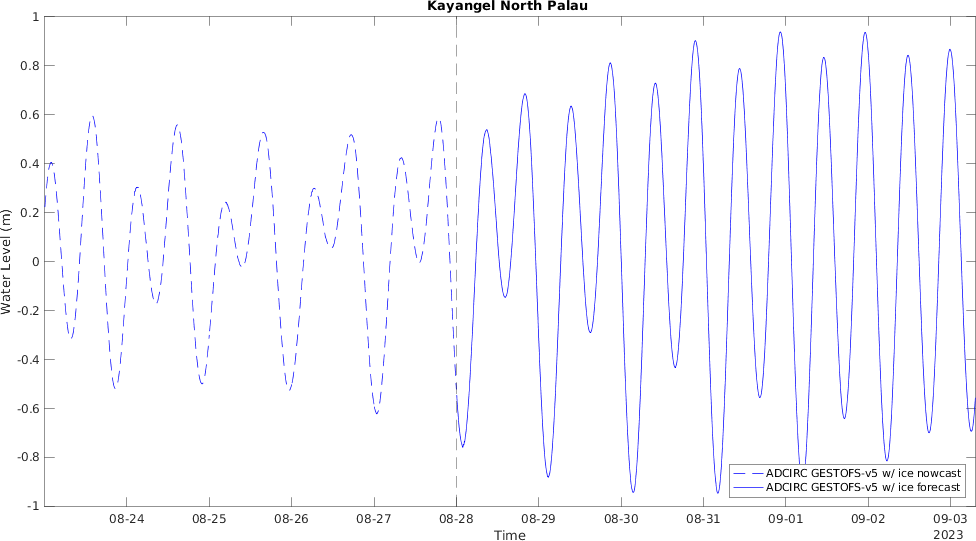 Kayangel North Palau
1
0.8
0.6
0.4
0.2
0
-0.2
-0.4
-0.6
-0.8
-1
Water Level (m)
ADCIRC GESTOFS-v5 w/ ice nowcast
ADCIRC GESTOFS-v5 w/ ice forecast
08-24 08-25 08-26 08-27 08-28 08-29 08-30 08-31 09-01 09-02 09-03
Time
2023